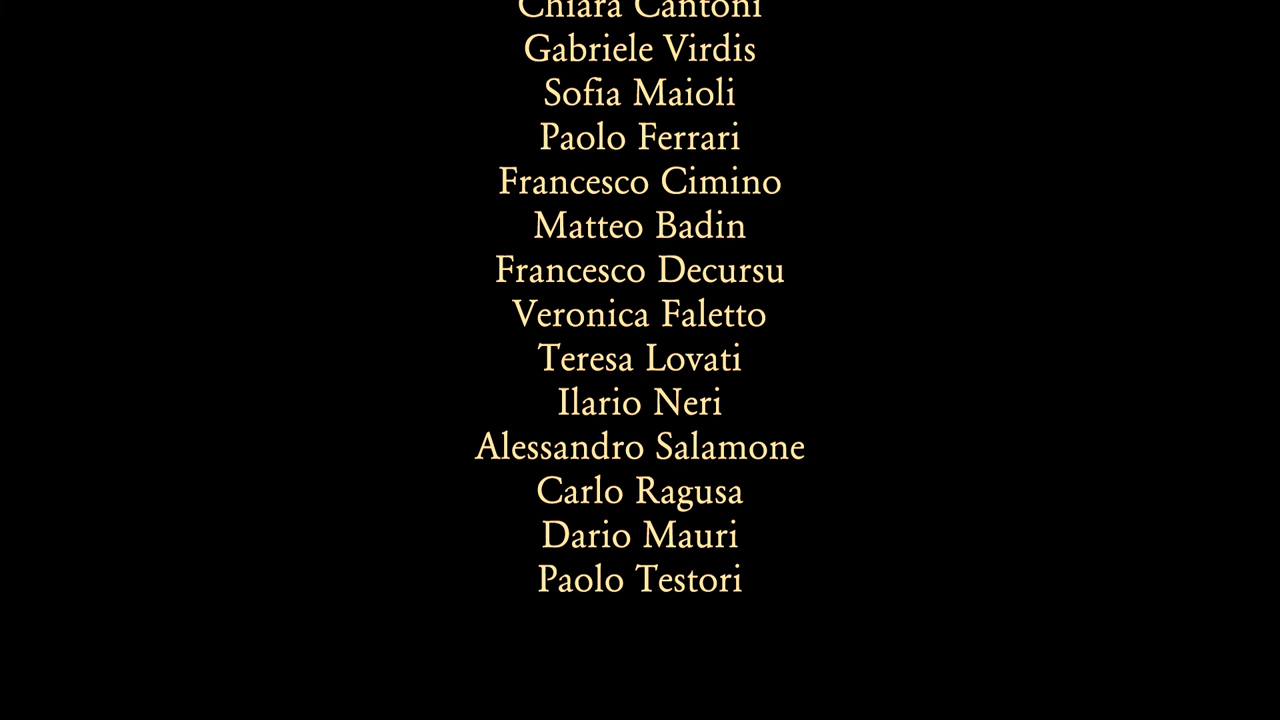 Chiara Cantoni
Gabriele Virdis
Sofia Maioli
Paolo Ferrari
Francesco Cimino
Matteo Badin
Francesco Decursu
Veronica Faletto
Teresa Lovati
Ilario Neri
Alessandro Salamone
Carlo Ragusa
Dario Mauri
Paolo Testori